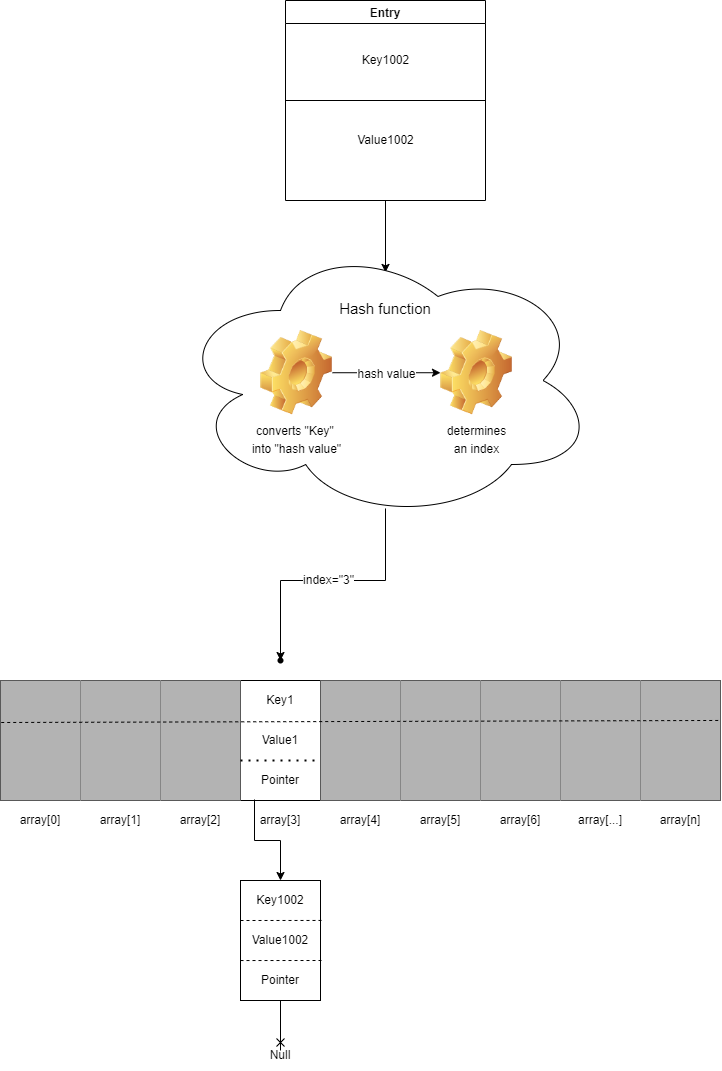 Entry
Key1002
Value1002
Hash function
hash value
converts "Key"
into "hash value"
determines
an index
index="3"
Key1
Value1
Pointer
array[0] array[1] array[2] array[3] array[4] array[5] array[6] array[...] array[n]
Key1002
Value1002
Pointer
Null